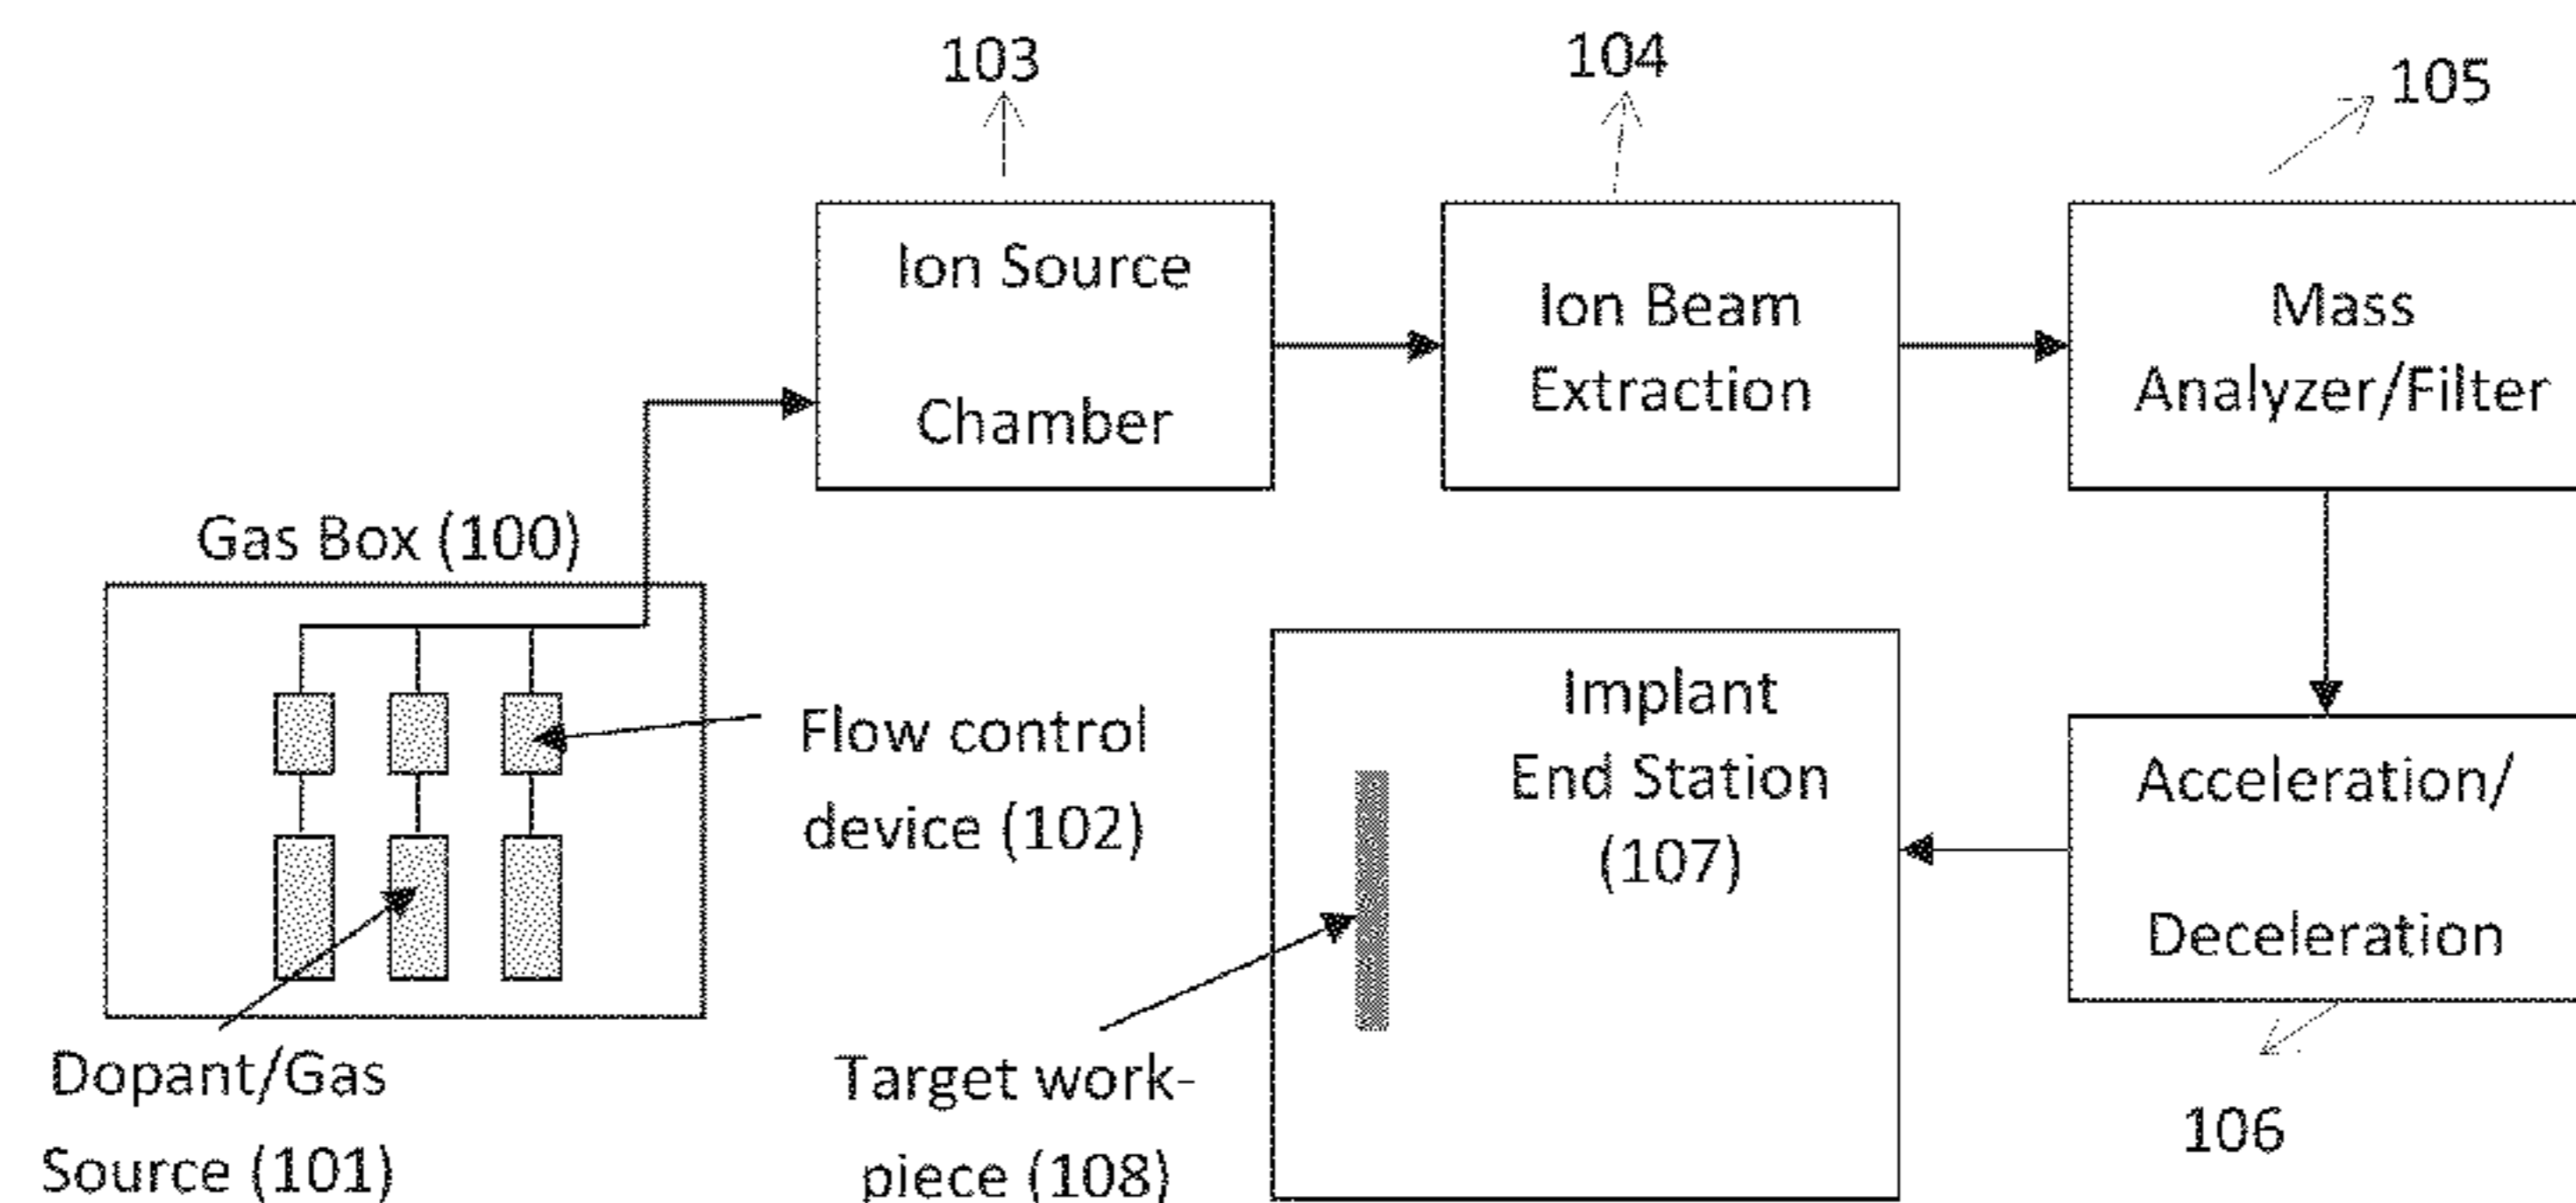 103
104
105
Ion Source
Chamber
Ion Beam
Extraction
Mass
Analyzer/Filter
Gas Box (100)
Flow control
device (102)
Implant
End Station
(107)
Acceleration/
Deceleration
Dopant/Gas
Source (101)
Target work-
piece (108)
106